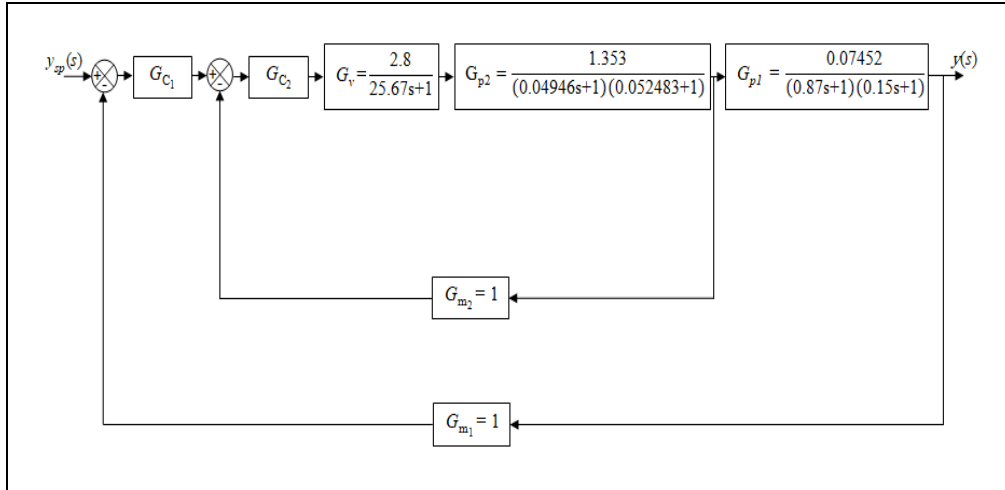 y_sp(s)
+
-
G_C1
+
-
G_C2
G_v = 2.8 / 25.67s+1
G_p2 = 1.353 / (0.04946s+1)(0.052483+1)
G_p1 = 0.07452 / (0.87s+1)(0.15s+1)
y(s)
G_m2 = 1
G_m1 = 1